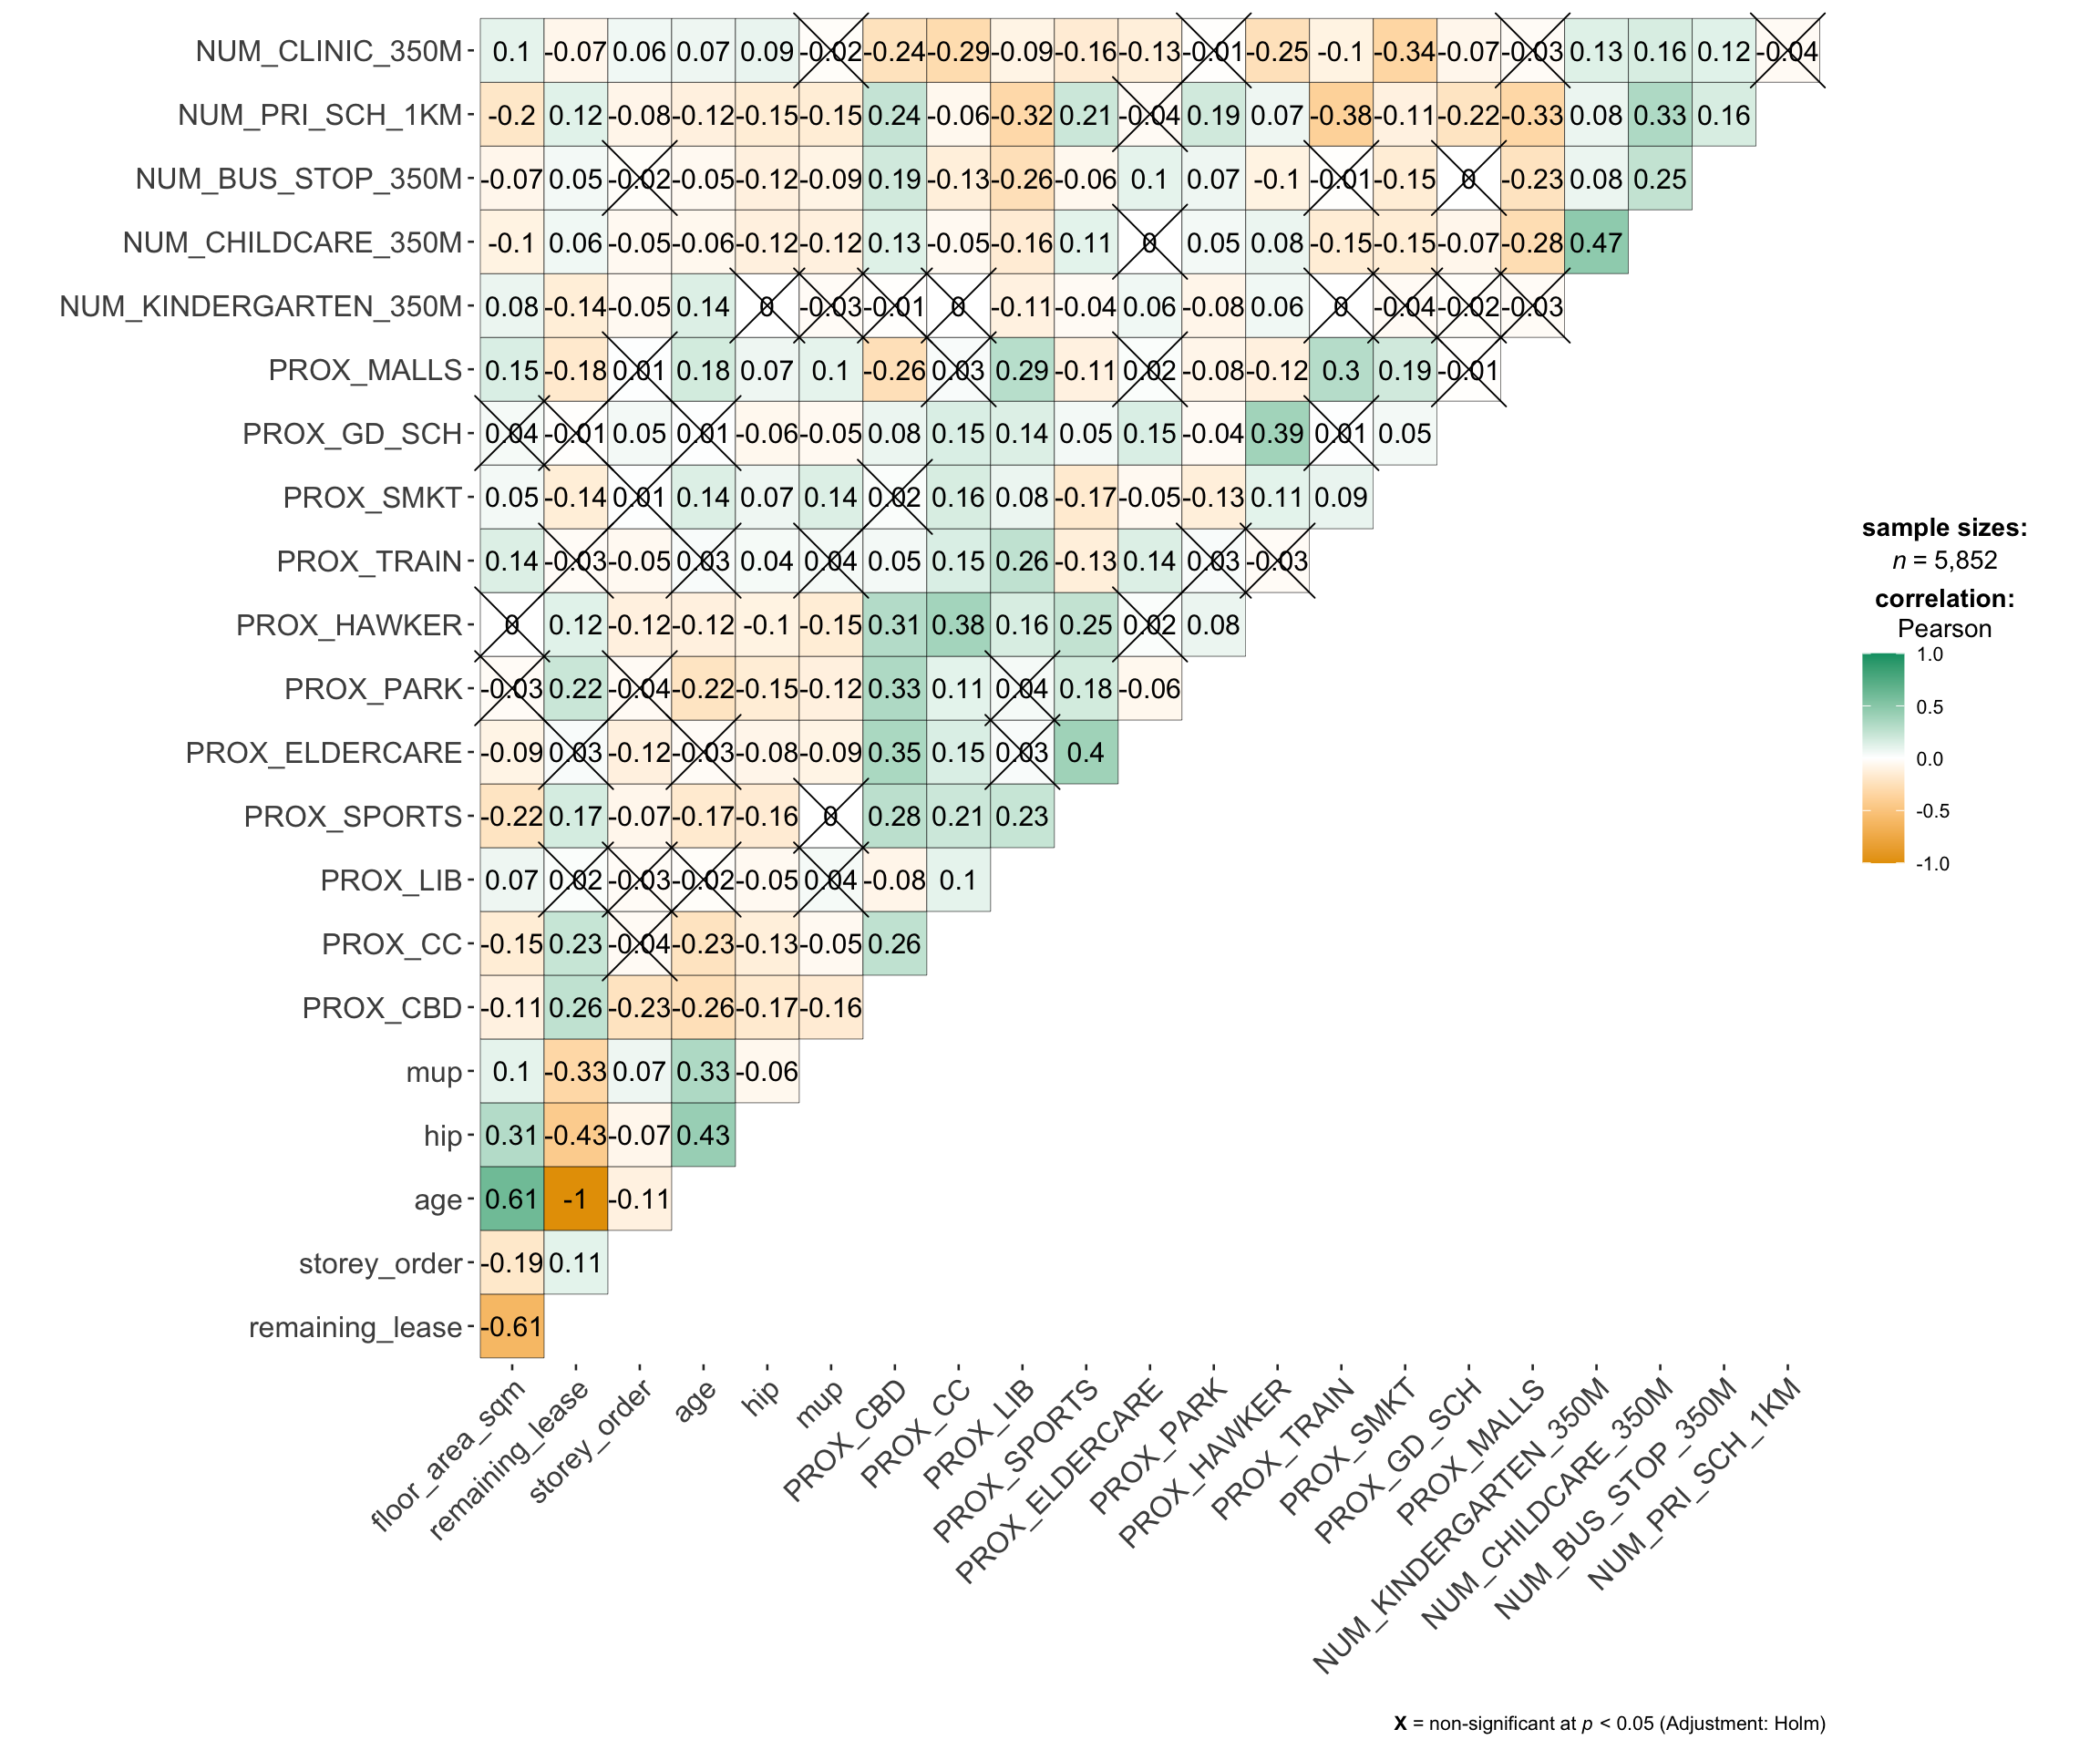 NUM_CLINIC_350M 0.1 -0.07 0.06 0.07 0.09 -0.02 -0.24 -0.29 -0.09 -0.16 -0.13 -0.01 -0.25 -0.1 -0.34 -0.07 -0.03 0.13 0.16 0.12 -0.04
NUM_PRI_SCH_1KM -0.2 0.12 -0.08 -0.12 -0.15 -0.15 0.24 -0.06 -0.32 0.21 -0.04 0.19 0.07 -0.38 -0.11 -0.22 -0.33 0.08 0.33 0.16
NUM_BUS_STOP_350M -0.07 0.05 -0.02 -0.05 -0.12 -0.09 0.19 -0.13 -0.26 -0.06 0.1 0.07 -0.1 -0.01 -0.15 0 -0.23 0.08 0.25
NUM_CHILDCARE_350M -0.1 0.06 -0.05 -0.06 -0.12 -0.12 0.13 -0.05 -0.16 0.11 0 0.05 0.08 -0.15 -0.15 -0.07 -0.28 0.47
NUM_KINDERGARTEN_350M 0.08 -0.14 -0.05 0.14 0 -0.03 -0.01 0 -0.11 -0.04 0.06 -0.08 0.06 0 -0.04 -0.02 -0.03
PROX_MALLS 0.15 -0.18 0.01 0.18 0.07 0.1 -0.26 0.03 0.29 -0.11 0.02 -0.08 -0.12 0.3 0.19 -0.01
PROX_GD_SCH 0.04 -0.01 0.05 0.01 -0.06 -0.05 0.08 0.15 0.14 0.05 0.15 -0.04 0.39 0.01 0.05
PROX_SMKT 0.05 -0.14 0.01 0.14 0.07 0.14 0.02 0.16 0.08 -0.17 -0.05 -0.13 0.11 0.09
PROX_TRAIN 0.14 -0.03 -0.05 0.03 0.04 0.04 0.05 0.15 0.26 -0.13 0.14 0.03 -0.03
PROX_HAWKER 0 0.12 -0.12 -0.12 -0.1 -0.15 0.31 0.38 0.16 0.25 0.02 0.08
PROX_PARK -0.03 0.22 -0.04 -0.22 -0.15 -0.12 0.33 0.11 0.04 0.18 -0.06
PROX_ELDERCARE -0.09 0.03 -0.12 -0.03 -0.08 -0.09 0.35 0.15 0.03 0.4
PROX_SPORTS -0.22 0.17 -0.07 -0.17 -0.16 0 0.28 0.21 0.23
PROX_LIB 0.07 0.02 -0.03 -0.02 -0.05 0.04 -0.08 0.1
PROX_CC -0.15 0.23 -0.04 -0.23 -0.13 -0.05 0.26
PROX_CBD -0.11 0.26 -0.23 -0.26 -0.17 -0.16
mup 0.1 -0.33 0.07 0.33 -0.06
hip 0.31 -0.43 -0.07 0.43
age 0.61 -1 -0.11
storey_order -0.19 0.11
remaining_lease -0.61
floor_area_sqm
remaining_lease
storey_order
age
hip
mup
PROX_CBD
PROX_CC
PROX_LIB
PROX_SPORTS
PROX_ELDERCARE
PROX_PARK
PROX_HAWKER
PROX_TRAIN
PROX_SMKT
PROX_GD_SCH
PROX_MALLS
NUM_KINDERGARTEN_350M
NUM_CHILDCARE_350M
NUM_BUS_STOP_350M
NUM_PRI_SCH_1KM
sample sizes:
n = 5,852
correlation:
Pearson
1.0
0.5
0.0
-0.5
-1.0
X = non-significant at p < 0.05 (Adjustment: Holm)